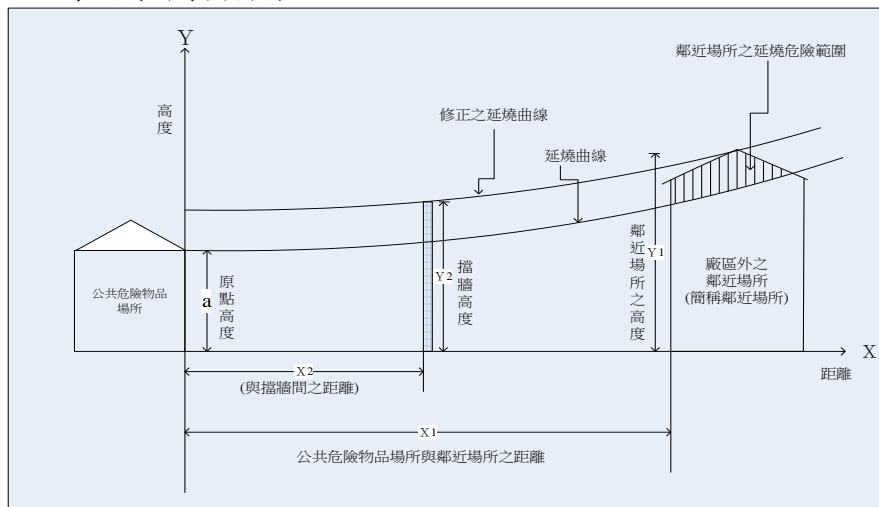 Y
鄰近場所之延燒危險範圍
高度
修正之延燒曲線
延燒曲線
公共危險物品
場所
a
原點高度
Y2
擋牆高度
鄰近場所之高度
Y1
廠區外之
鄰近場所
(簡稱鄰近場所)
X
X2
(與擋牆間之距離)
距離
X1
公共危險物品場所與鄰近場所之距離